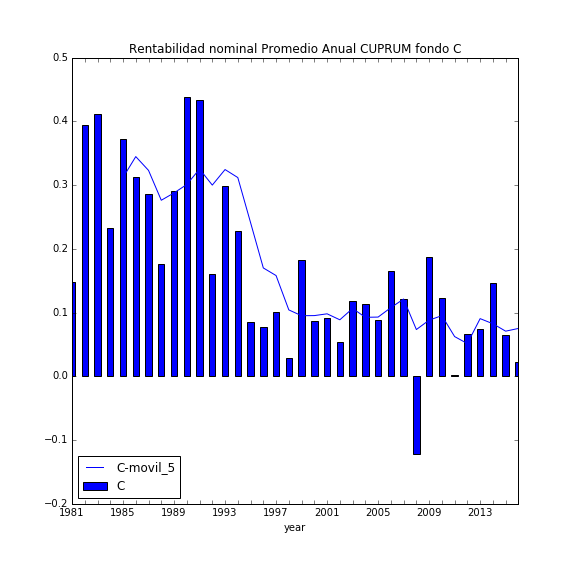 Rentabilidad nominal Promedio Anual CUPRUM fondo C
0.5
0.4
0.3
0.2
0.1
0.0
−0.1
−0.2
C-movil_5
C
1981 1985 1989 1993 1997 2001 2005 2009 2013
year